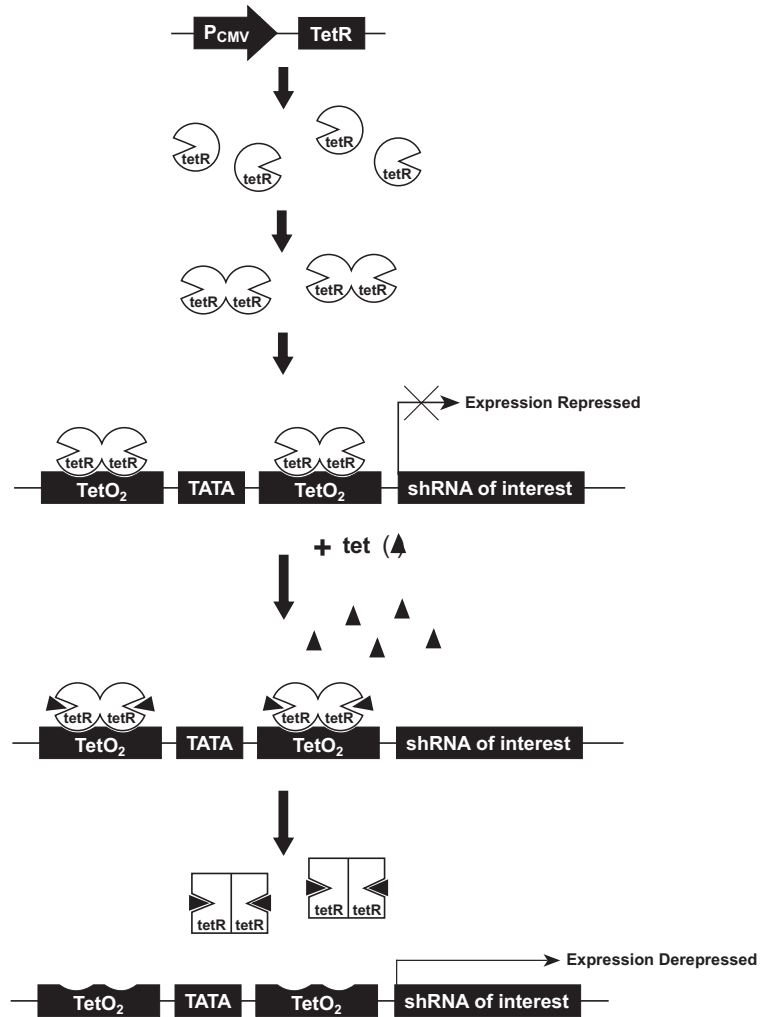 PCMV TetR
tetR tetR tetR tetR
tetR tetR tetR tetR
Expression Repressed
tetR tetR tetR tetR
TetO2 TATA TetO2 shRNA of interest
+ tet ( )
tetR tetR tetR tetR
TetO2 TATA TetO2 shRNA of interest
tetR tetR tetR tetR
Expression Derepressed
TetO2 TATA TetO2 shRNA of interest